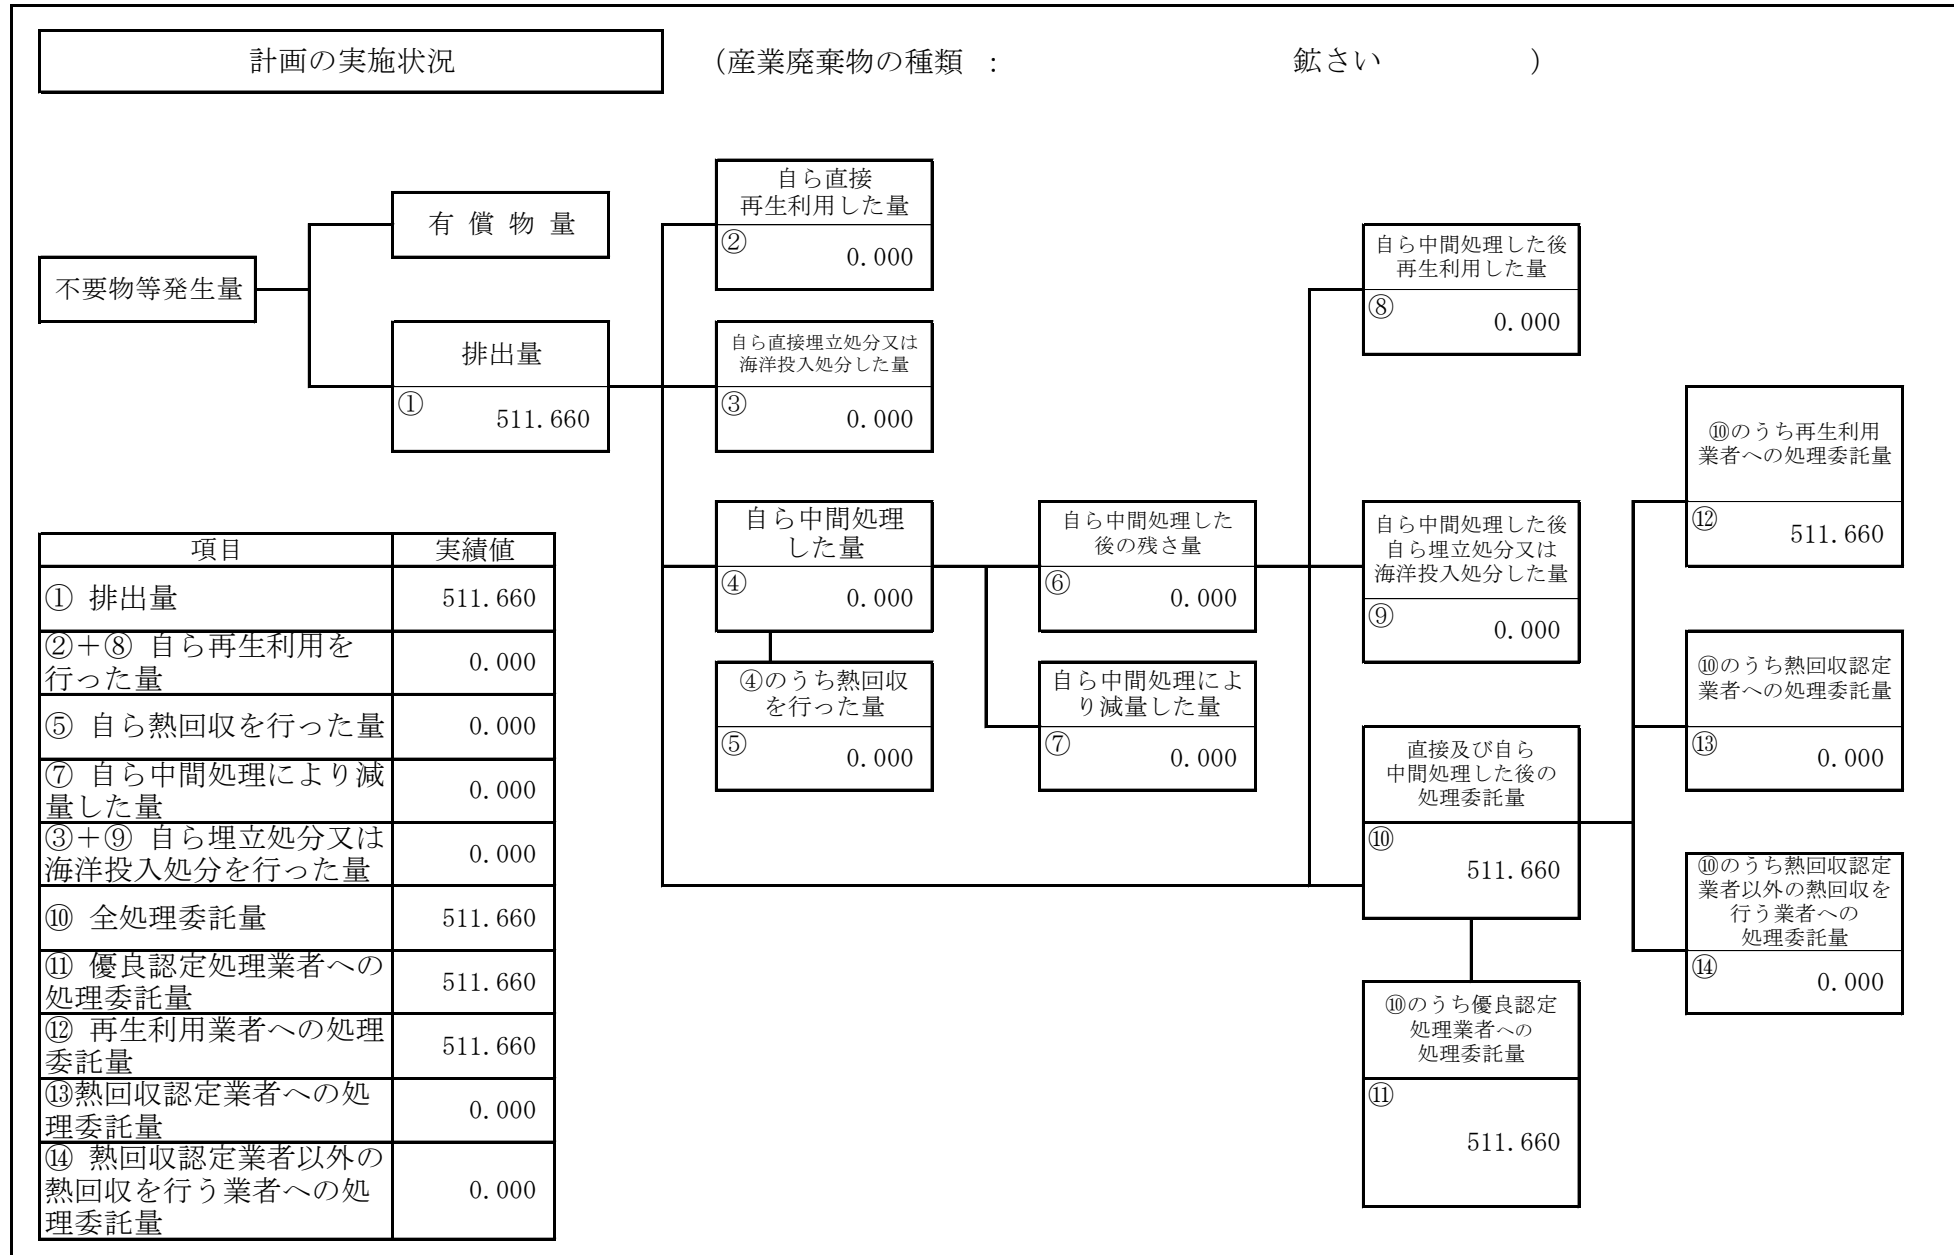 計画の実施状況
(産業廃棄物の種類 : 鉱さい )
自ら直接
再生利用した量
② 0.000
有 償 物 量
不要物等発生量
排出量
① 511.660
自ら直接埋立処分又は
海洋投入処分した量
③ 0.000
自ら中間処理した後
再生利用した量
⑧ 0.000
自ら中間処理
した量
④ 0.000
自ら中間処理した
後の残さ量
⑥ 0.000
自ら中間処理した後
自ら埋立処分又は
海洋投入処分した量
⑨ 0.000
⑩のうち再生利用
業者への処理委託量
⑫ 511.660
④のうち熱回収
を行った量
⑤ 0.000
自ら中間処理によ
り減量した量
⑦ 0.000
直接及び自ら
中間処理した後の
処理委託量
⑩
511.660
⑩のうち熱回収認定
業者への処理委託量
⑬ 0.000
⑩のうち熱回収認定
業者以外の熱回収を
行う業者への
処理委託量
⑭ 0.000
⑩のうち優良認定
処理業者への
処理委託量
⑪
511.660
項目 実績値
① 排出量 511.660
②+⑧ 自ら再生利用を
行った量 0.000
⑤ 自ら熱回収を行った量 0.000
⑦ 自ら中間処理により減
量した量 0.000
③+⑨ 自ら埋立処分又は
海洋投入処分を行った量 0.000
⑩ 全処理委託量 511.660
⑪ 優良認定処理業者への
処理委託量 511.660
⑫ 再生利用業者への処理
委託量 511.660
⑬熱回収認定業者への処
理委託量 0.000
⑭ 熱回収認定業者以外の
熱回収を行う業者への処
理委託量 0.000